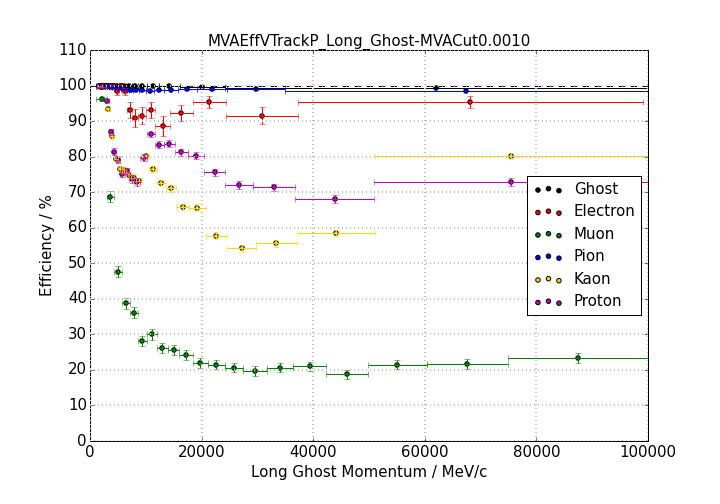 MVAEffVTrackP_Long_Ghost-MVACut0.0010
110
100
90
80
70
60
50
40
30
20
10
0
Efficiency / %
Ghost
Electron
Muon
Pion
Kaon
Proton
0 20000 40000 60000 80000 100000
Long Ghost Momentum / MeV/c